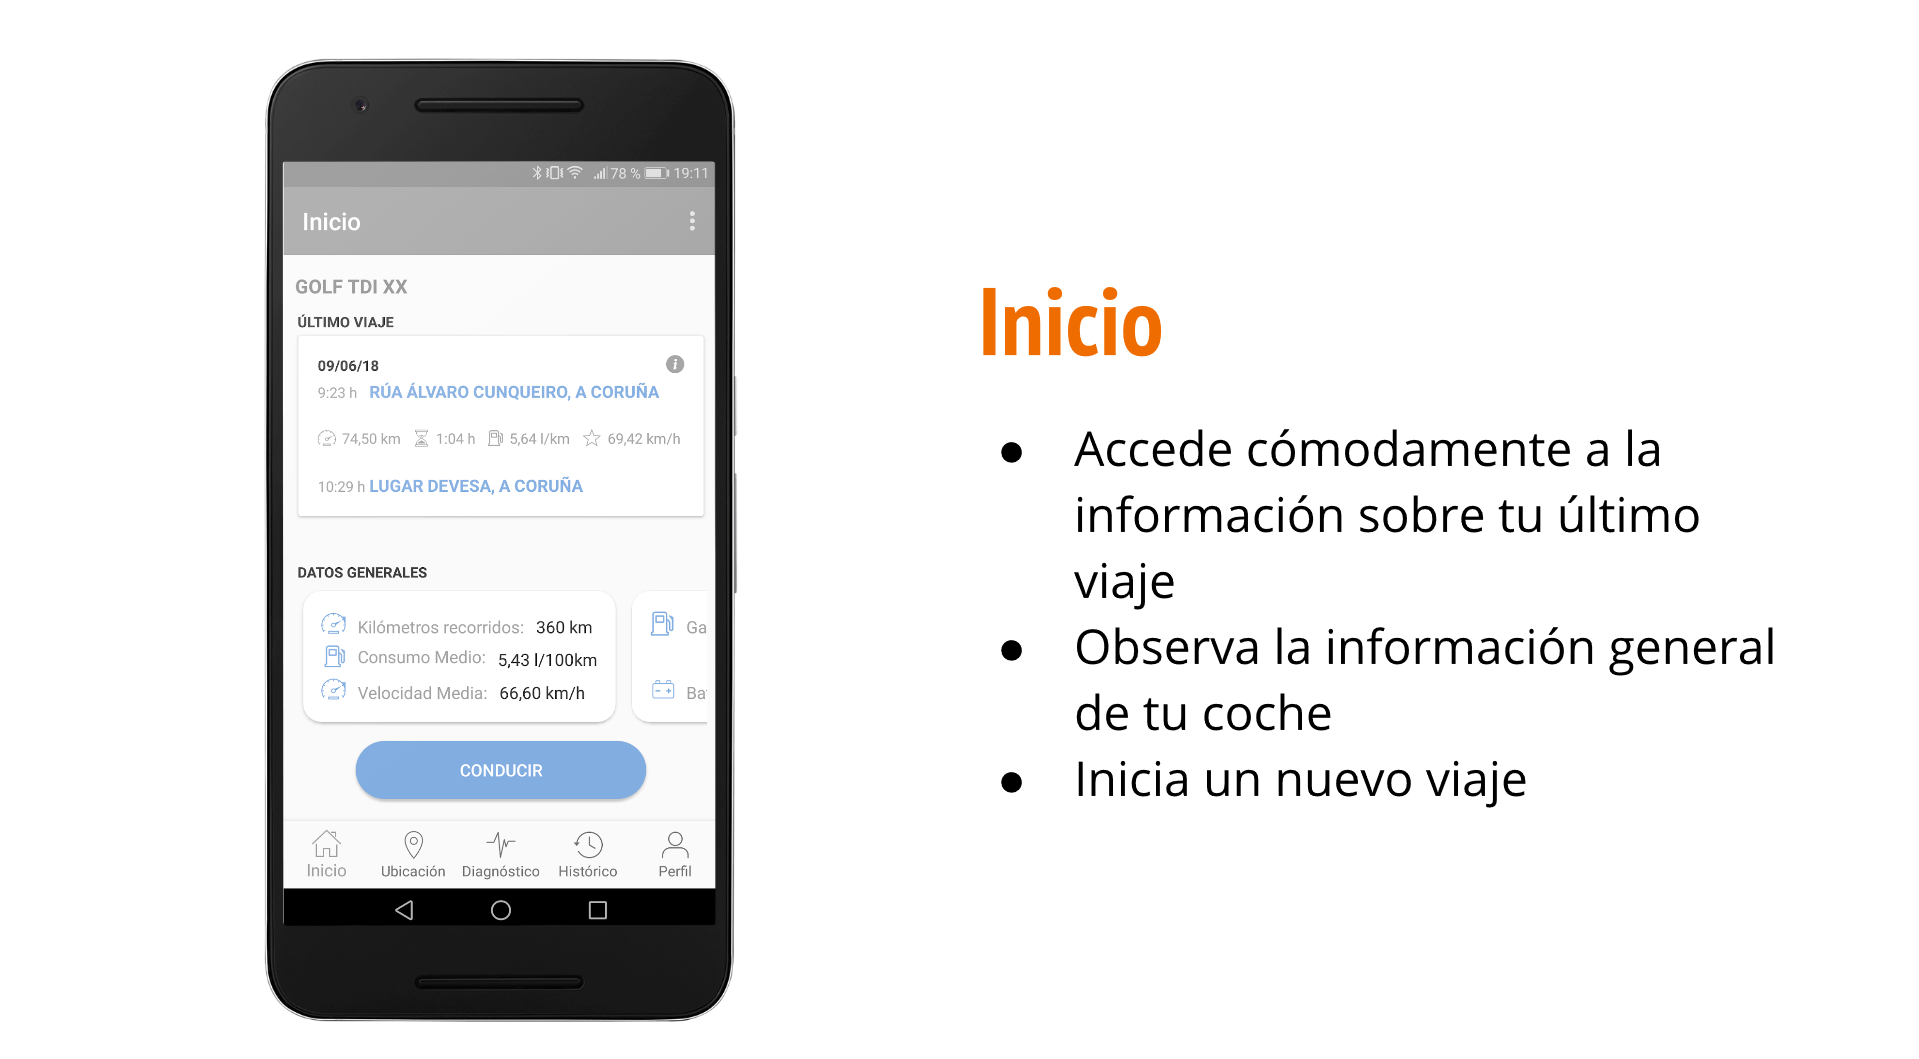 78 % 19:11
Inicio
GOLF TDI XX
ÚLTIMO VIAJE
09/06/18
9:23 h RÚA ÁLVARO CUNQUEIRO, A CORUÑA
74,50 km 1:04 h 5,64 l/km 69,42 km/h
10:29 h LUGAR DEVESA, A CORUÑA
DATOS GENERALES
Kilómetros recorridos: 360 km
Consumo Medio: 5,43 l/100km
Velocidad Media: 66,60 km/h
Ga
Ba
CONDUCIR
Inicio Ubicación Diagnóstico Histórico Perfil
Inicio
● Accede cómodamente a la
información sobre tu último
viaje
● Observa la información general
de tu coche
● Inicia un nuevo viaje